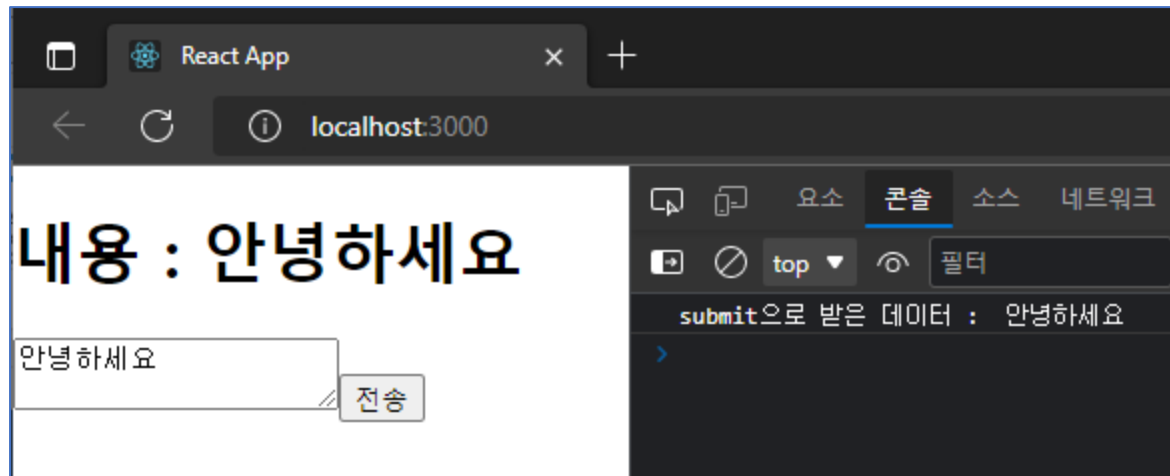 React App
localhost:3000
내용 : 안녕하세요
안녕하세요
전송
요소 콘솔 소스 네트워크
top 필터
submit으로 받은 데이터 : 안녕하세요